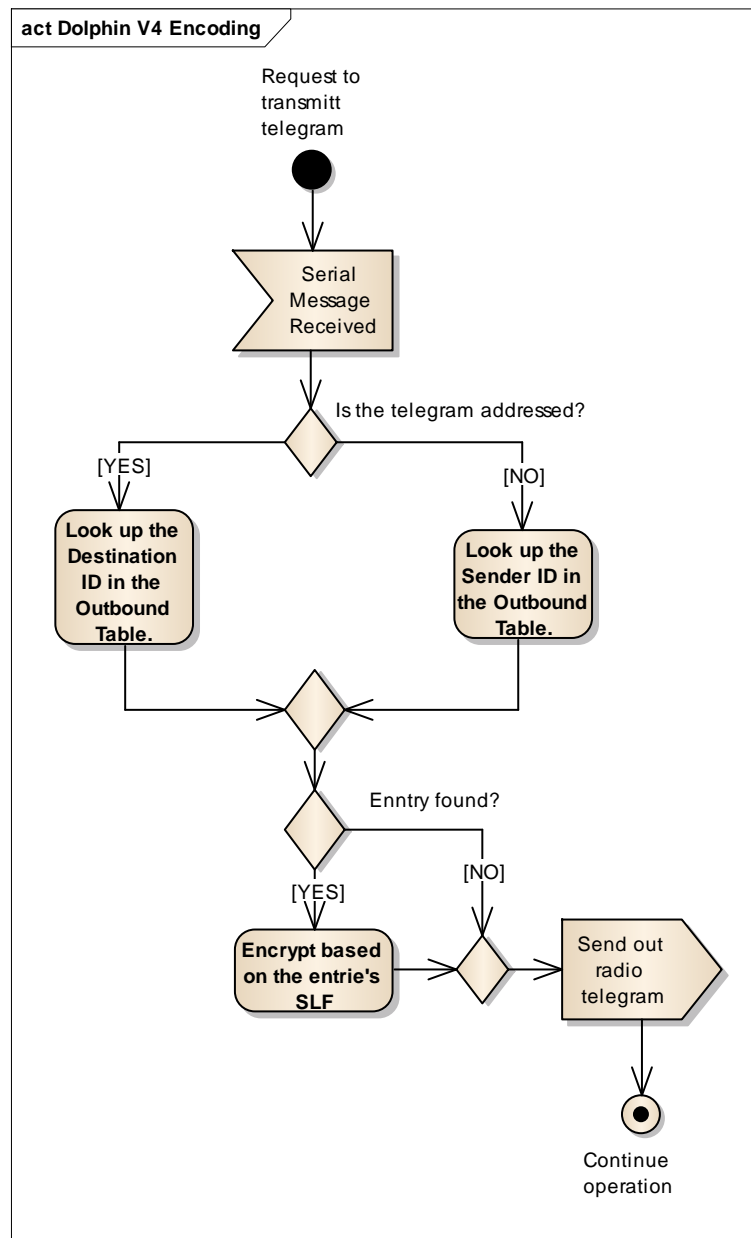 act Dolphin V4 Encoding
Request to
transmitt
telegram
Serial
Message
Received
Is the telegram addressed?
[YES]
[NO]
Look up the
Destination
ID in the
Outbound
Table.
Look up the
Sender ID in
the Outbound
Table.
Enntry found?
[NO]
[YES]
Encrypt based
on the entrie's
SLF
Send out
radio
telegram
Continue
operation